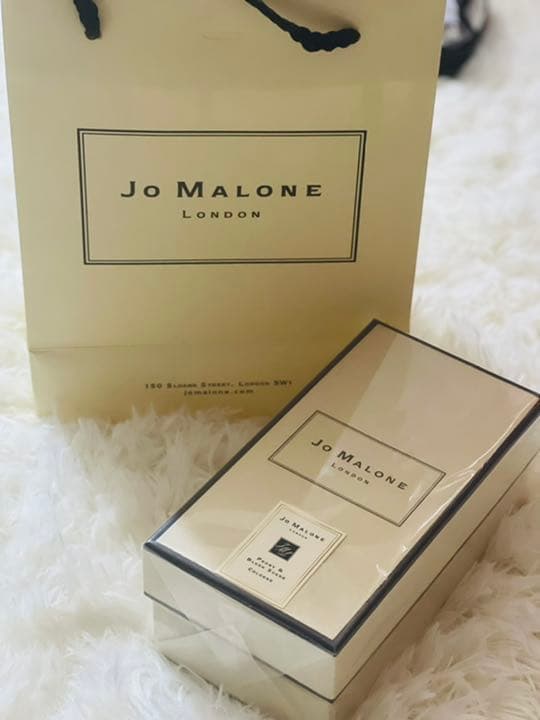 JO MALONE
LONDON
150 SLOANE STREET, LONDON SW1
jomalone.com
JO MALONE
LONDON
JO MALONE
LONDON
PEONY &
BLUSH SUEDE
COLOGNE